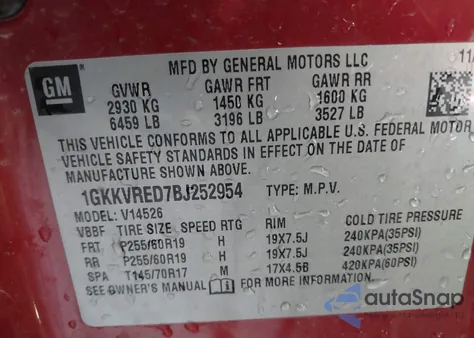 MFD BY GENERAL MOTORS LLC 11/
GM GVWR GAWR FRT GAWR RR
2930 KG 1450 KG 1600 KG
6459 LB 3196 LB 3527 LB
THIS VEHICLE CONFORMS TO ALL APPLICABLE U.S. FEDERAL MOTOR
VEHICLE SAFETY STANDARDS IN EFFECT ON THE DATE OF
MANUFACTURE SHOWN ABOVE.
1GKKVRED7BJ252954 TYPE: M.P.V.
MODEL: V14526
VBBF TIRE SIZE SPEED RTG RIM COLD TIRE PRESSURE
FRT P255/60R19 H 19X7.5J 240KPA(35PSI)
RR P255/60R19 H 19X7.5J 240KPA(35PSI)
SPA T145/70R17 M 17X4.5B 420KPA(60PSI)
SEE OWNER'S MANUAL FOR MORE INFORMATION.
autoSnap